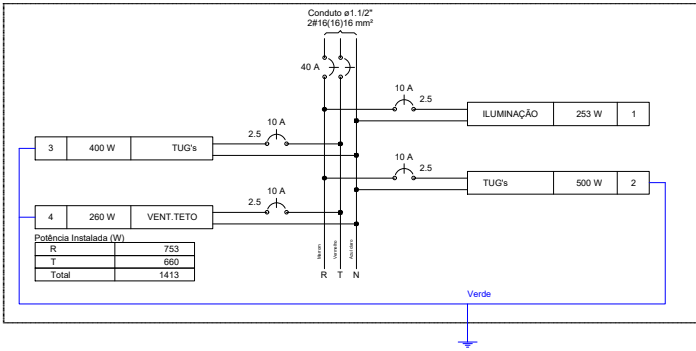 Conduto ø1.1/2"
2#16(16)16 mm²
40 A
10 A
2.5
ILUMINAÇÃO 253 W 1
10 A
2.5
3 400 W TUG's
10 A
2.5
TUG's 500 W 2
10 A
2.5
4 260 W VENT.TETO
Potência Instalada (W)
R 753
T 660
Total 1413
Marron
Vermelho
Azul claro
R T N
Verde